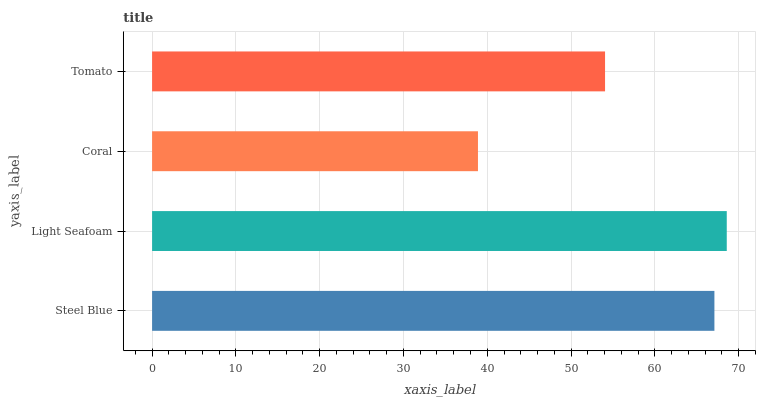 title
Tomato
Coral
Light Seafoam
Steel Blue
yaxis_label
0 10 20 30 40 50 60 70
xaxis_label